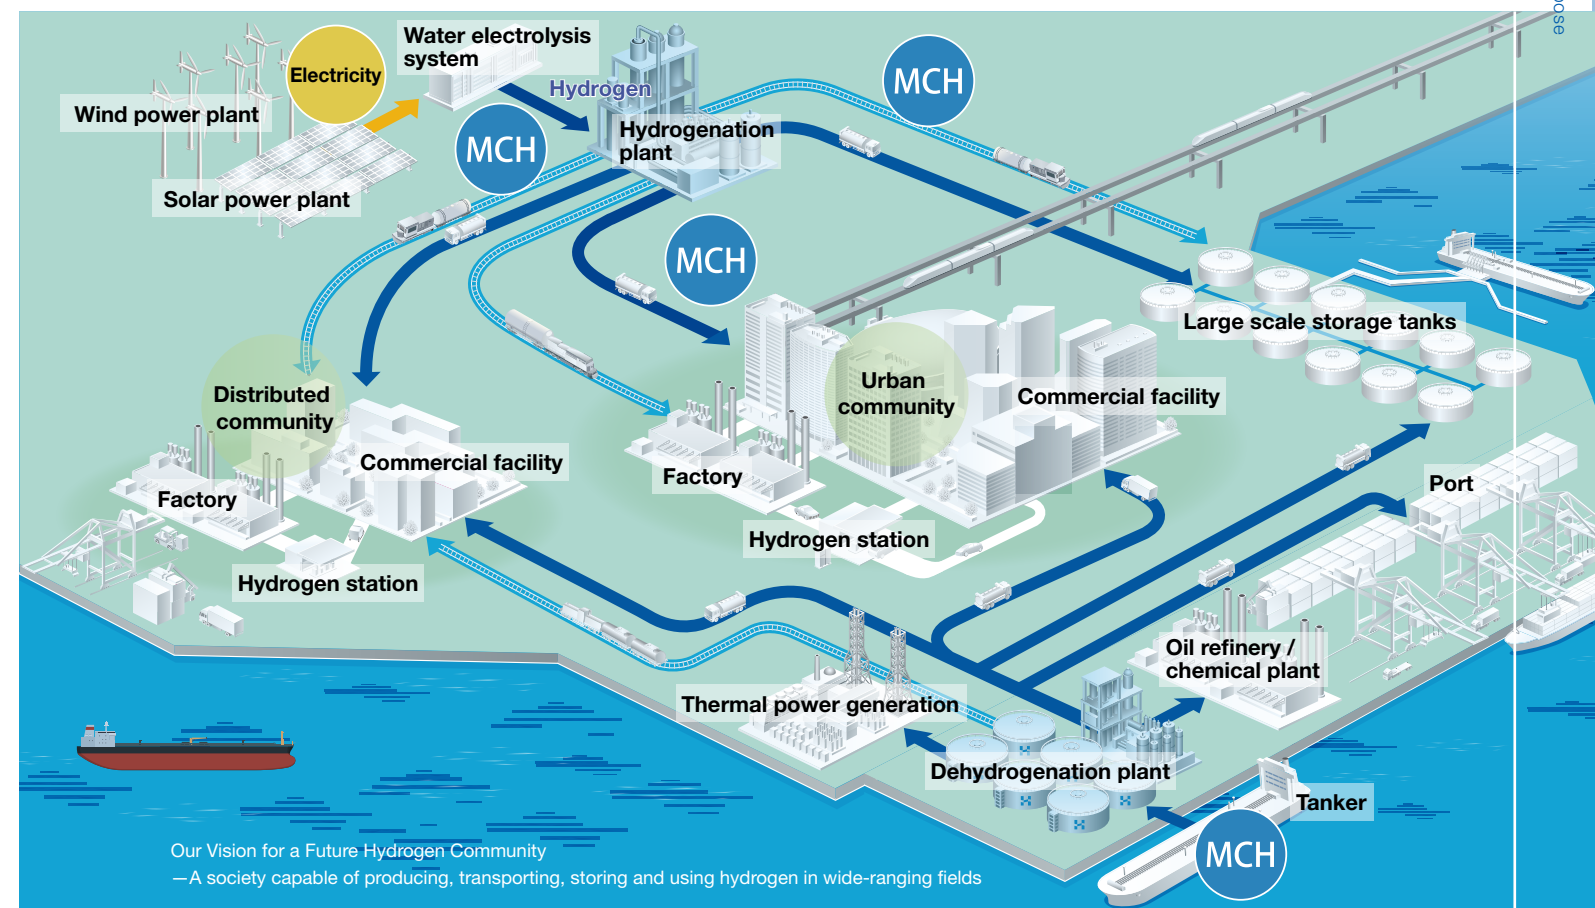 pose
Water electrolysis
system
Electricity
Hydrogen
MCH
Wind power plant
MCH
Hydrogenation
plant
Solar power plant
MCH
Large scale storage tanks
Distributed
community
Urban
community
Commercial facility
Commercial facility
Factory
Factory
Port
Hydrogen station
Hydrogen station
Oil refinery /
chemical plant
Thermal power generation
Dehydrogenation plant
Tanker
MCH
Our Vision for a Future Hydrogen Community
—A society capable of producing, transporting, storing and using hydrogen in wide-ranging fields